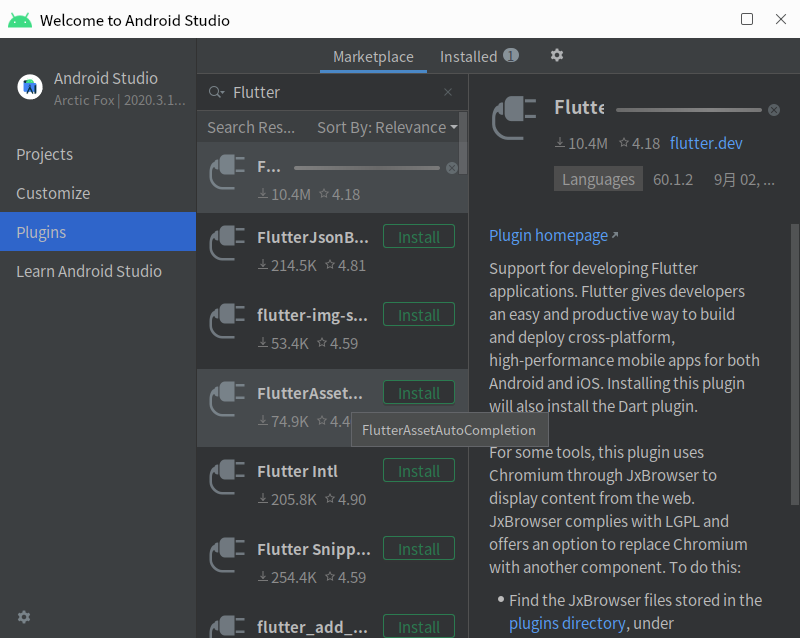 Welcome to Android Studio
Android Studio
Arctic Fox | 2020.3.1...
Projects
Customize
Plugins
Learn Android Studio
Marketplace
Installed 1
Flutter
Search Res...
Sort By: Relevance
F...
10.4M 4.18
FlutterJsonB...
Install
214.5K 4.81
flutter-img-s...
Install
53.4K 4.59
FlutterAsset...
Install
74.9K
FlutterAssetAutoCompletion
Flutter Intl
Install
205.8K 4.90
Flutter Snipp...
Install
254.4K 4.59
flutter_add_...
Install
Flutte
10.4M 4.18 flutter.dev
Languages 60.1.2 9月 02, ...
Plugin homepage
Support for developing Flutter
applications. Flutter gives developers
an easy and productive way to build
and deploy cross-platform,
high-performance mobile apps for both
Android and iOS. Installing this plugin
will also install the Dart plugin.
For some tools, this plugin uses
Chromium through JxBrowser to
display content from the web.
JxBrowser complies with LGPL and
offers an option to replace Chromium
with another component. To do this:
• Find the JxBrowser files stored in the
plugins directory, under